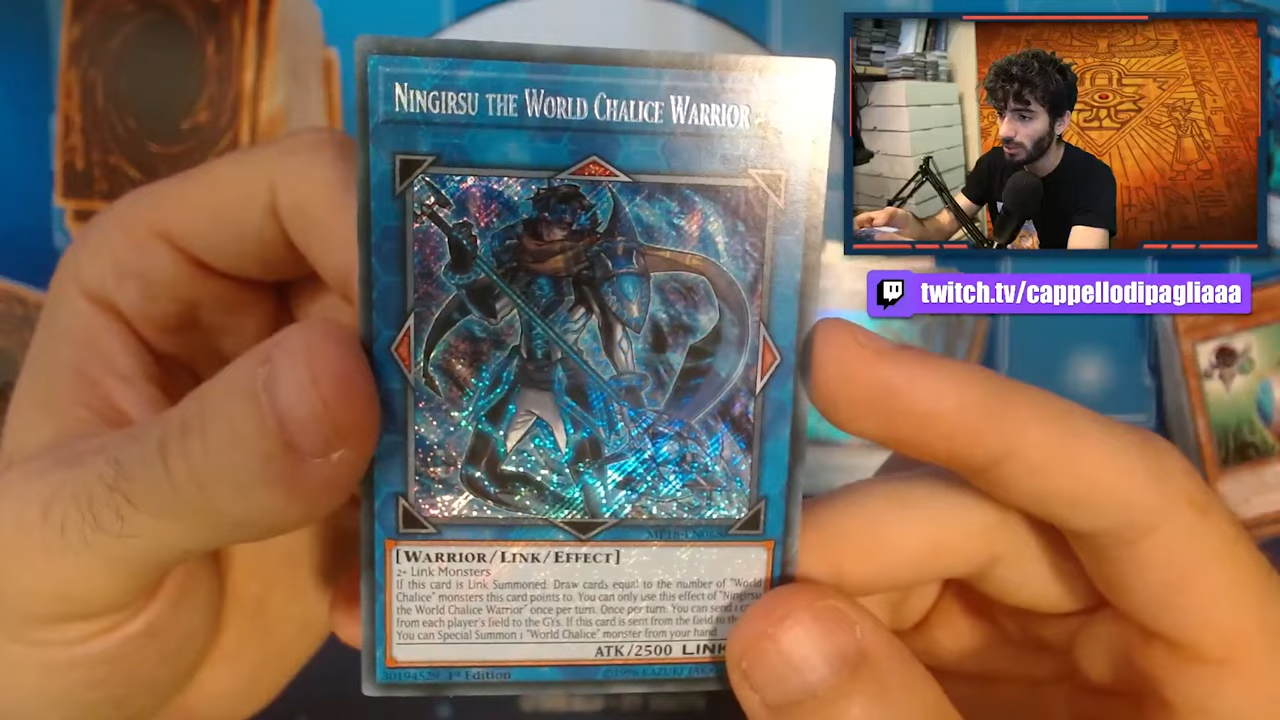 NINGIRSU THE WORLD CHALICE WARRIOR
twitch.tv/cappellodipagliaaa
[WARRIOR/LINK/EFFECT]
2+ Link Monsters
If this card is Link Summoned: Draw cards equal to the number of "World
Chalice" monsters this card points to. You can only use this effect of "Ningirsu
the World Chalice Warrior" once per turn. Once per turn: You can send 1
from each player's field to the GYs. If this card is sent from the field to the
You can Special Summon 1 "World Chalice" monster from your hand.
ATK/2500 LINK
30194529 1st Edition
©1996 KAZUKI